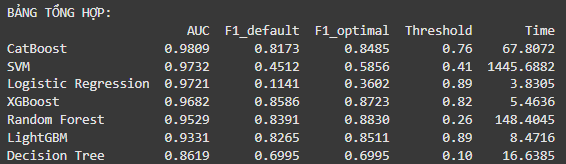 BẢNG TỔNG HỢP:
AUC F1_default F1_optimal Threshold Time
CatBoost 0.9809 0.8173 0.8485 0.76 67.8072
SVM 0.9732 0.4512 0.5856 0.41 1445.6882
Logistic Regression 0.9721 0.1141 0.3602 0.89 3.8305
XGBoost 0.9682 0.8586 0.8723 0.82 5.4636
Random Forest 0.9529 0.8391 0.8830 0.26 148.4045
LightGBM 0.9331 0.8265 0.8511 0.89 8.4716
Decision Tree 0.8619 0.6995 0.6995 0.10 16.6385